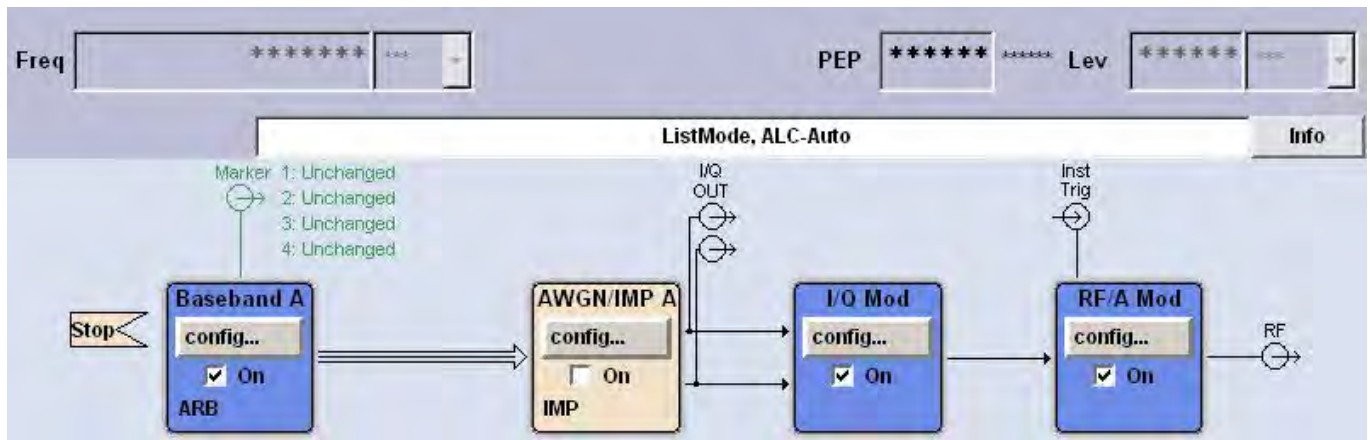 Freq ******* *** PEP ****** ****** Lev ****** ***
ListMode, ALC-Auto Info
Marker 1: Unchanged
2: Unchanged
3: Unchanged
4: Unchanged
I/Q
OUT
Inst
Trig
Stop
Baseband A
config...
On
ARB
AWGN/IMP A
config...
On
IMP
I/Q Mod
config...
On
RF/A Mod
config...
On
RF